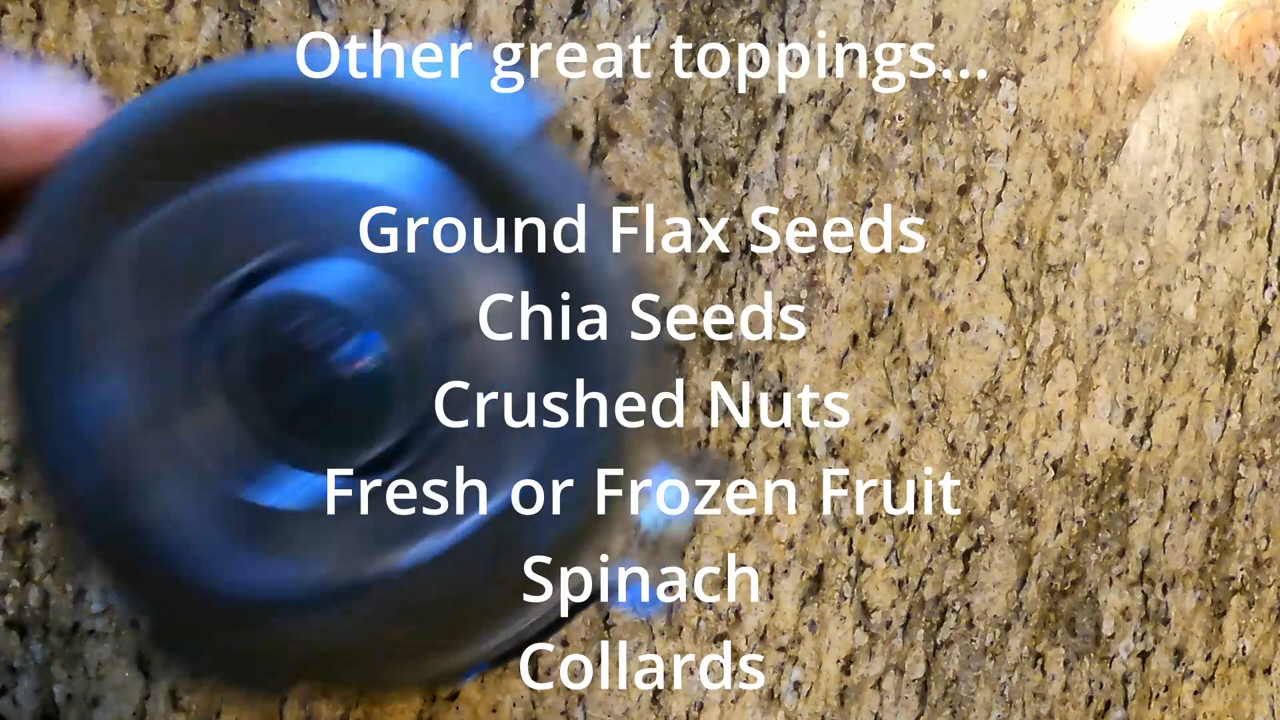 Other great toppings...
Ground Flax Seeds
Chia Seeds
Crushed Nuts
Fresh or Frozen Fruit
Spinach
Collards